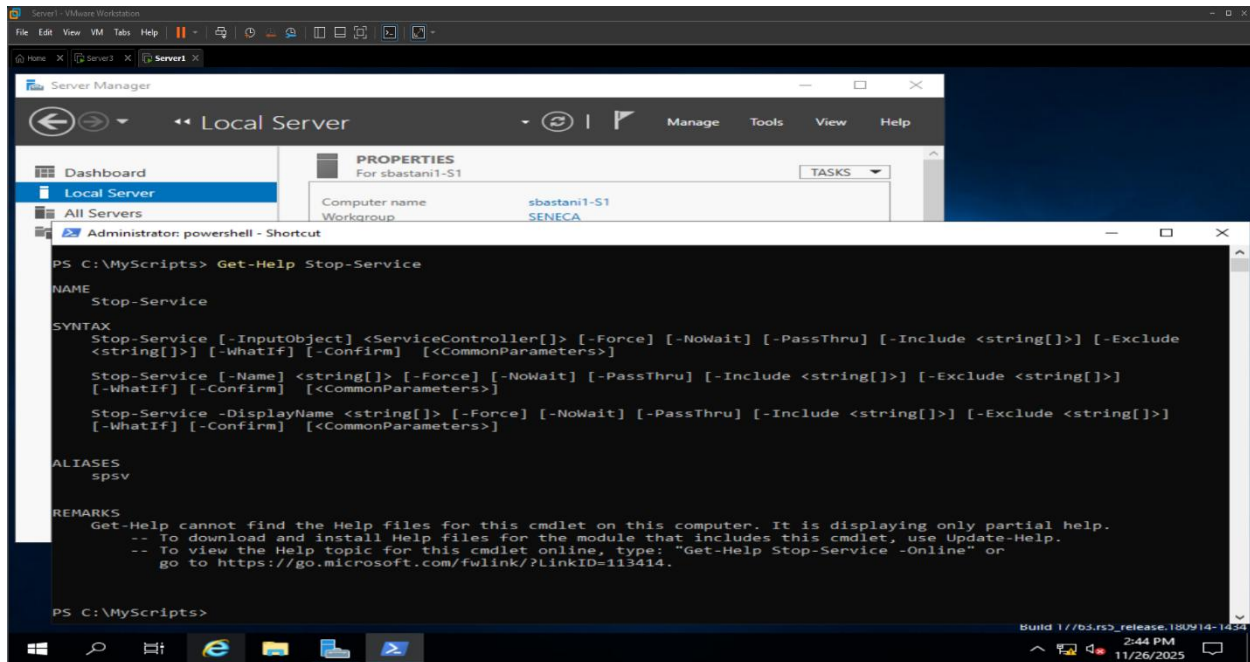 Server1 - VMware Workstation
File Edit View VM Tabs Help
Home Server3 Server1
Server Manager
Local Server Manage Tools View Help
Dashboard
Local Server
All Servers
PROPERTIES
For sbastani1-S1
TASKS
Computer name sbastani1-S1
Workgroup SENECA
Administrator: powershell - Shortcut
PS C:\MyScripts> Get-Help Stop-Service
NAME
Stop-Service
SYNTAX
Stop-Service [-InputObject] <ServiceController[]> [-Force] [-NoWait] [-PassThru] [-Include <string[]>] [-Exclude
<string[]>] [-WhatIf] [-Confirm] [<CommonParameters>]
Stop-Service [-Name] <string[]> [-Force] [-NoWait] [-PassThru] [-Include <string[]>] [-Exclude <string[]>]
[-WhatIf] [-Confirm] [<CommonParameters>]
Stop-Service -DisplayName <string[]> [-Force] [-NoWait] [-PassThru] [-Include <string[]>] [-Exclude <string[]>]
[-WhatIf] [-Confirm] [<CommonParameters>]
ALIASES
spsv
REMARKS
Get-Help cannot find the Help files for this cmdlet on this computer. It is displaying only partial help.
-- To download and install Help files for the module that includes this cmdlet, use Update-Help.
-- To view the Help topic for this cmdlet online, type: "Get-Help Stop-Service -Online" or
go to https://go.microsoft.com/fwlink/?LinkID=113414.
PS C:\MyScripts>
Build 17763.rs5_release.180914-1434
2:44 PM
11/26/2025